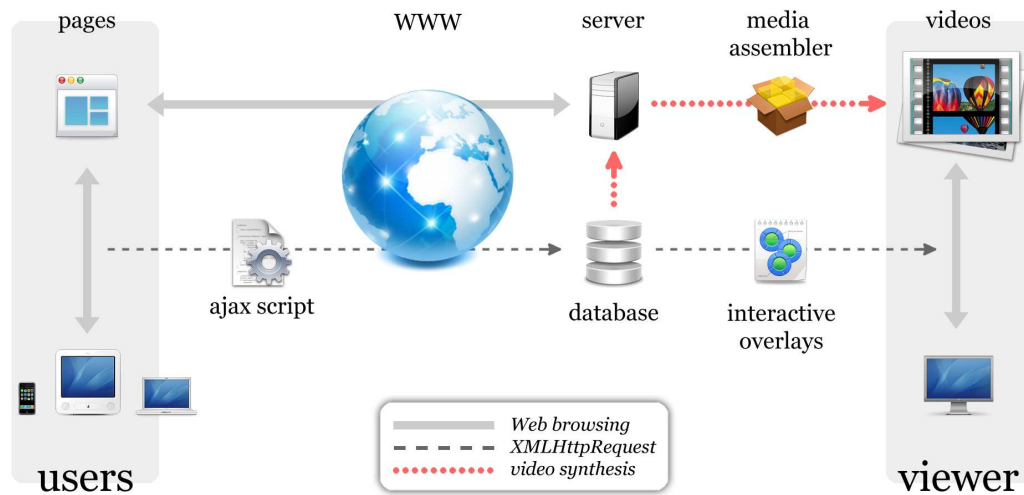 pages
WWW
server
media
assembler
videos
ajax script
database
interactive
overlays
Web browsing
XMLHttpRequest
video synthesis
users
viewer